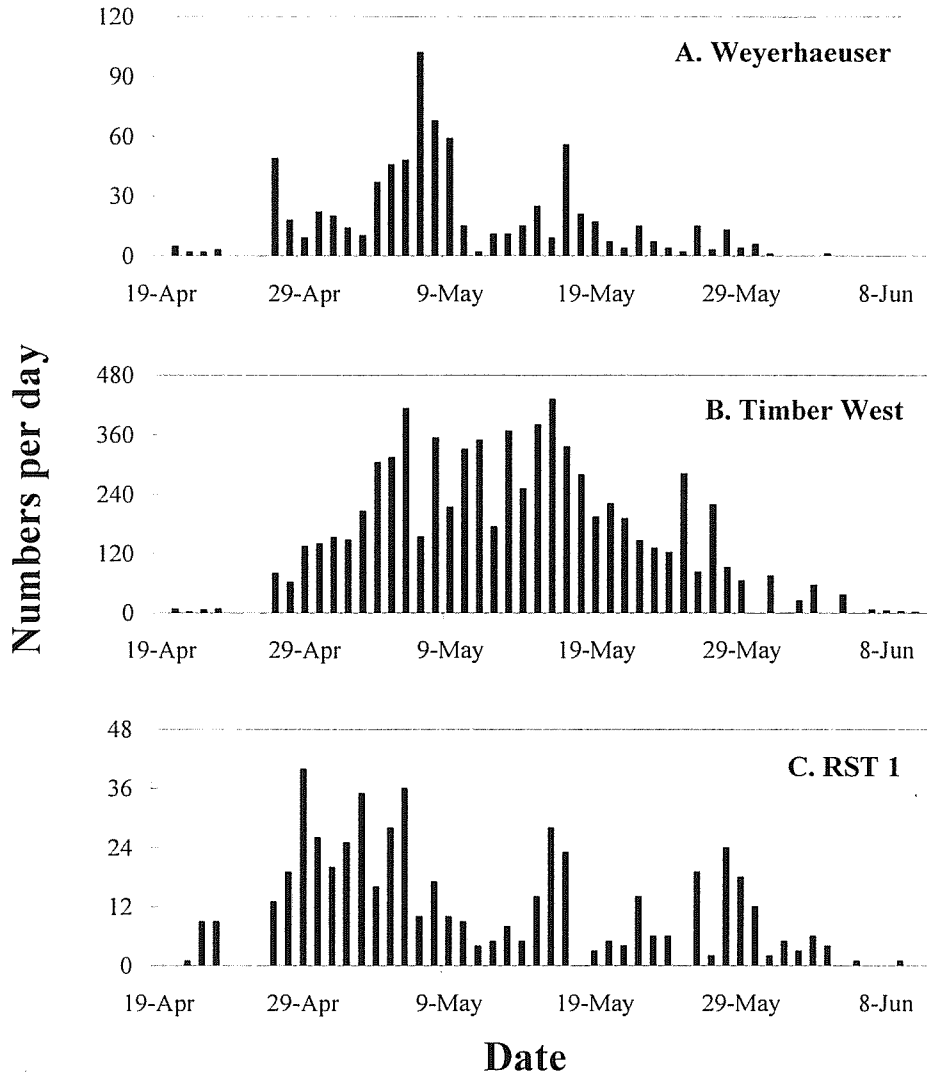 120
A. Weyerhaeuser
90
60
30
0
19-Apr 29-Apr 9-May 19-May 29-May 8-Jun
Numbers per day
480
B. Timber West
360
240
120
0
19-Apr 29-Apr 9-May 19-May 29-May 8-Jun
48
C. RST 1
36
24
12
0
19-Apr 29-Apr 9-May 19-May 29-May 8-Jun
Date